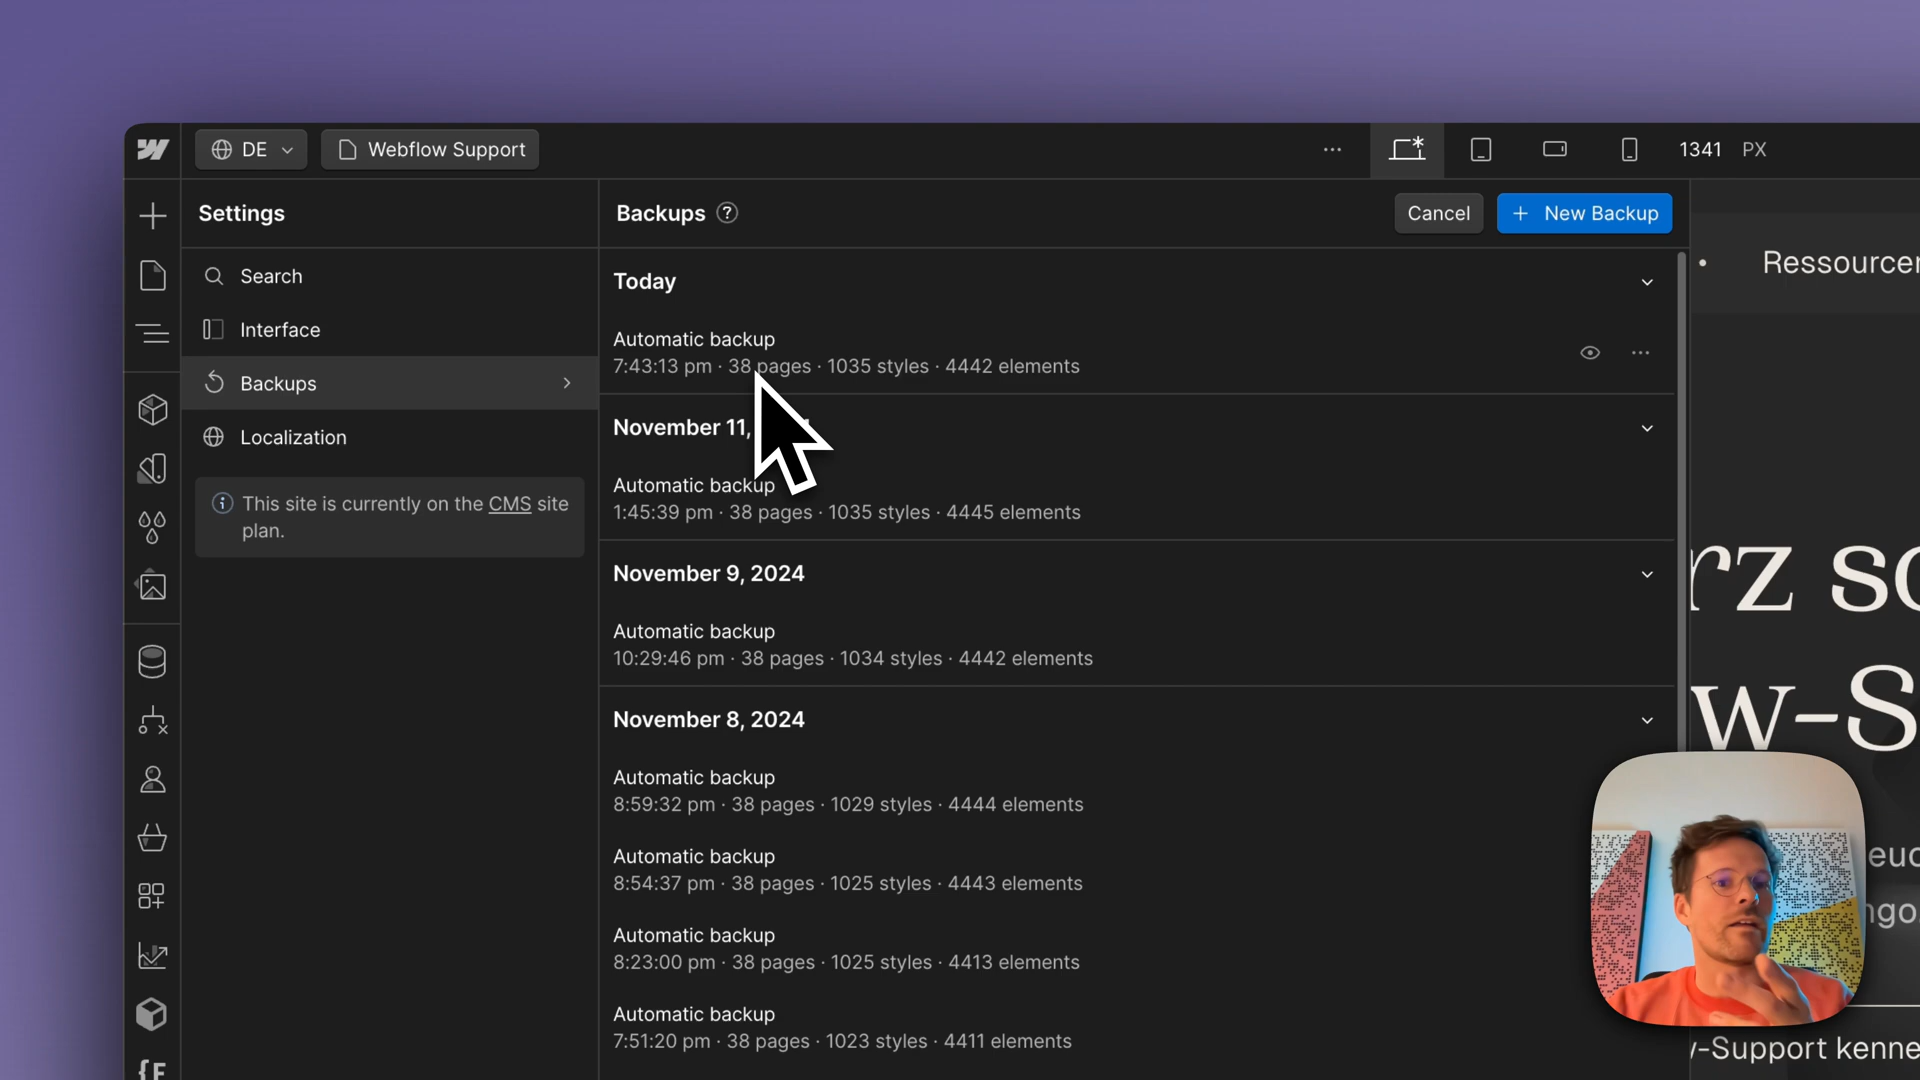 DE
Webflow Support
1341 PX
Settings
Backups
Cancel
New Backup
Search
Interface
Backups
Localization
This site is currently on the CMS site
plan.
Today
Automatic backup
7:43:13 pm · 38 pages · 1035 styles · 4442 elements
November 11,
Automatic backup
1:45:39 pm · 38 pages · 1035 styles · 4445 elements
November 9, 2024
Automatic backup
10:29:46 pm · 38 pages · 1034 styles · 4442 elements
November 8, 2024
Automatic backup
8:59:32 pm · 38 pages · 1029 styles · 4444 elements
Automatic backup
8:54:37 pm · 38 pages · 1025 styles · 4443 elements
Automatic backup
8:23:00 pm · 38 pages · 1025 styles · 4413 elements
Automatic backup
7:51:20 pm · 38 pages · 1023 styles · 4411 elements
• Ressourcen
rz so
w-S
euc
ngo
-Support kenne